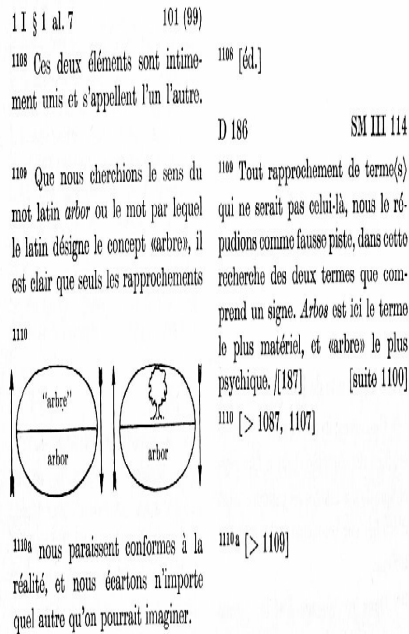 1 I § 1 al. 7 101 (99)
1108 Ces deux éléments sont intime-
ment unis et s'appellent l'un l'autre.
1109 Que nous cherchions le sens du
mot latin arbor ou le mot par lequel
le latin désigne le concept «arbre», il
est clair que seuls les rapprochements
1110
"arbre"
arbor
arbor
1110a nous paraissent conformes à la
réalité, et nous écartons n'importe
quel autre qu'on pourrait imaginer.
1108 [éd.]
D 186 SM III 114
1109 Tout rapprochement de terme⟨s⟩
qui ne serait pas celui-là, nous le ré-
pudions comme fausse piste, dans cette
recherche des deux termes que com-
prend un signe. Arbos est ici le terme
le plus matériel, et «arbre» le plus
psychique. /[187] [suite 1100]
1110 [> 1087, 1107]
1110a [> 1109]